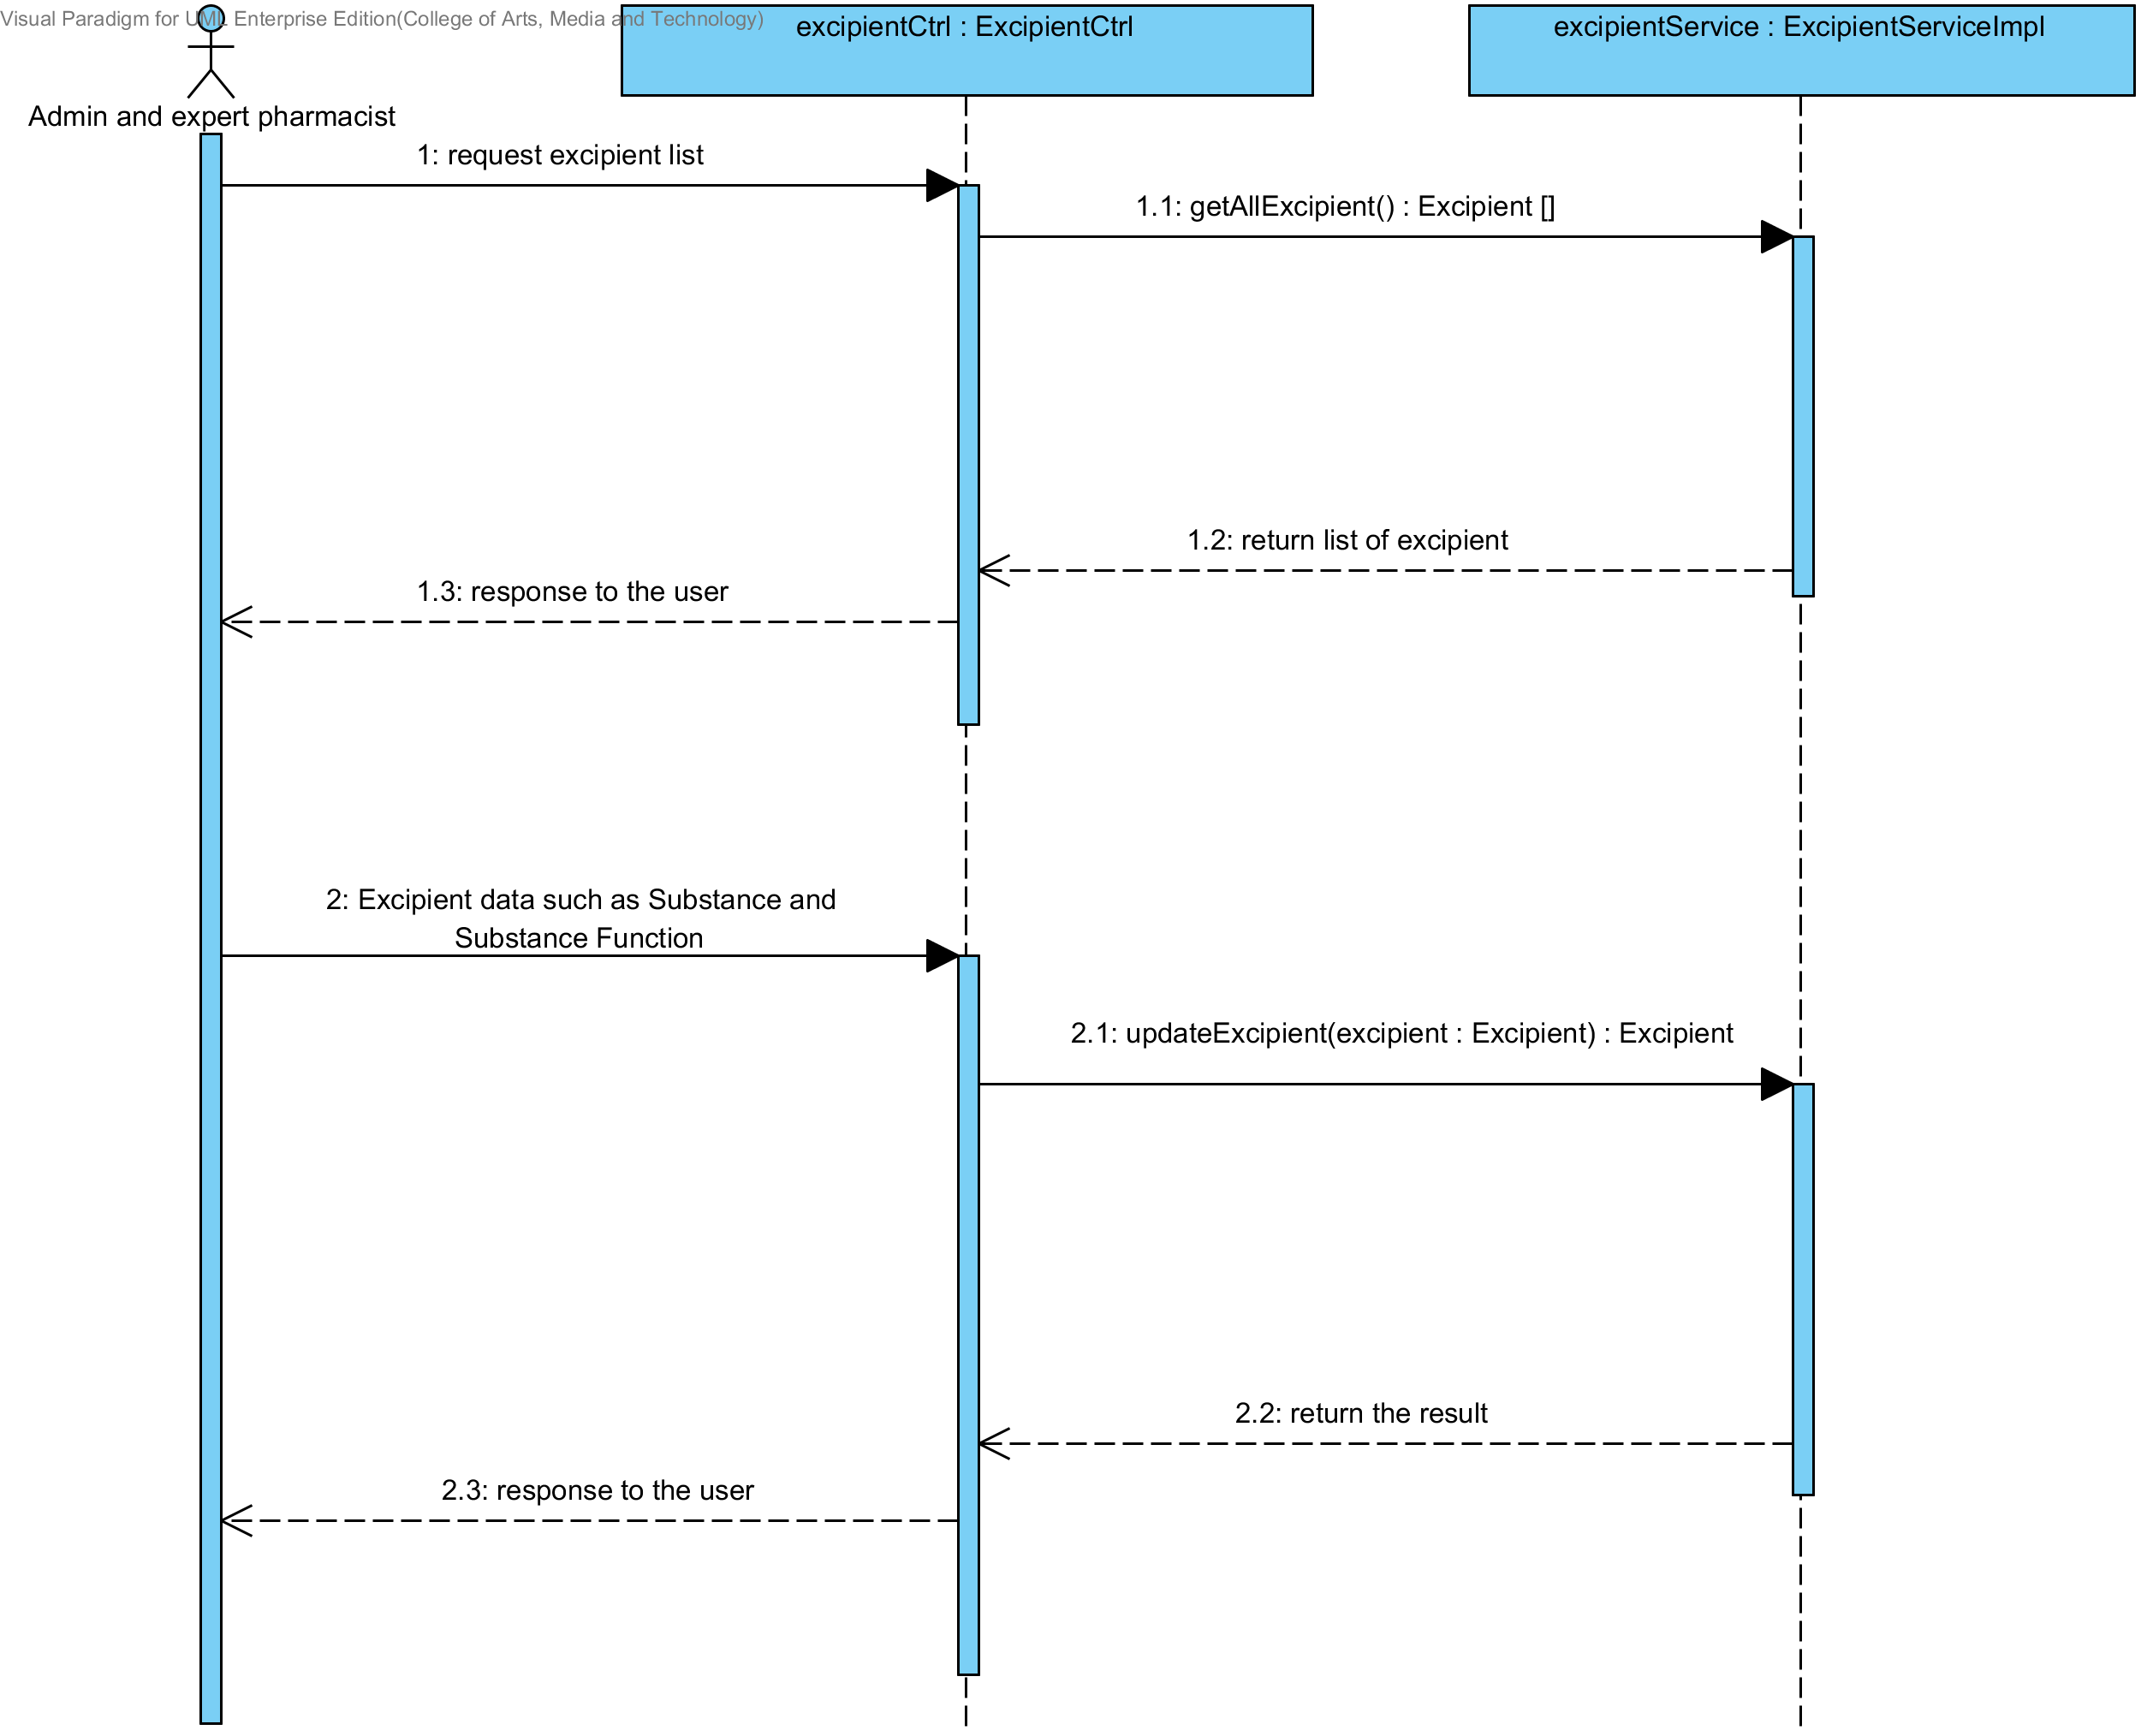 Visual Paradigm for UML Enterprise Edition(College of Arts, Media and Technology)
excipientCtrl : ExcipientCtrl
excipientService : ExcipientServiceImpl
Admin and expert pharmacist
1: request excipient list
1.1: getAllExcipient() : Excipient []
1.2: return list of excipient
1.3: response to the user
2: Excipient data such as Substance and
Substance Function
2.1: updateExcipient(excipient : Excipient) : Excipient
2.2: return the result
2.3: response to the user